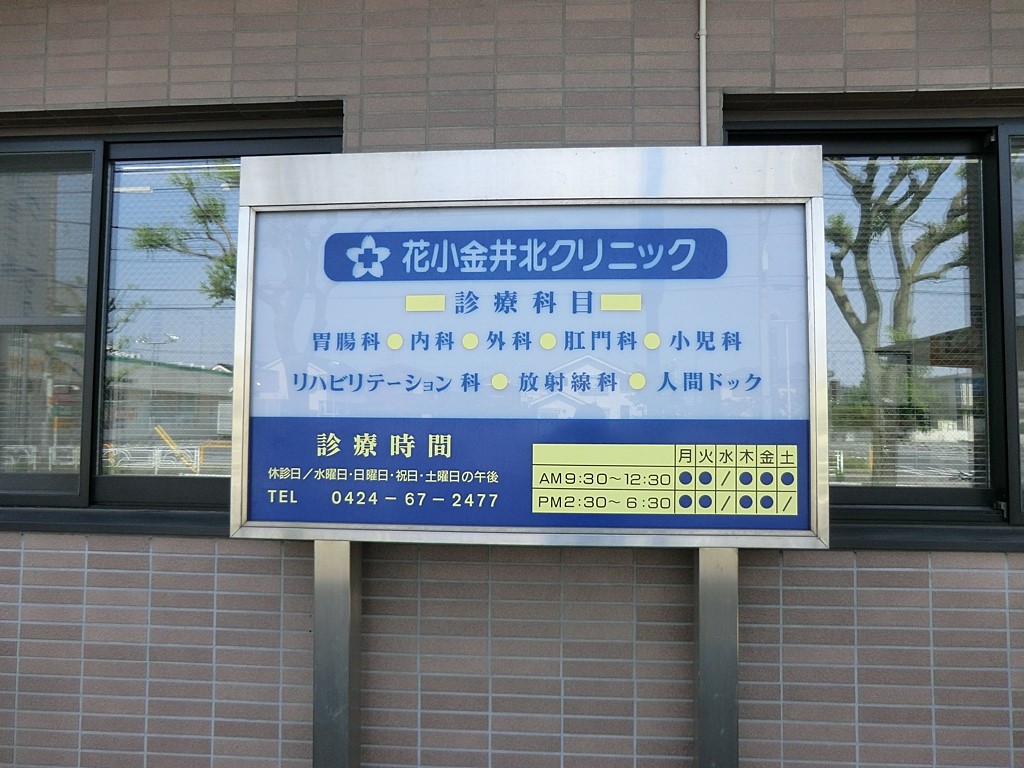 花小金井北クリニック
診療科目
胃腸科●内科●外科●肛門科●小児科
リハビリテーション科●放射線科●人間ドック
診療時間
休診日/水曜日・日曜日・祝日・土曜日の午後
TEL 0424-67-2477
月 火 水 木 金 土
AM9:30~12:30 ● ● / ● ● ●
PM2:30~6:30 ● ● / ● ● /